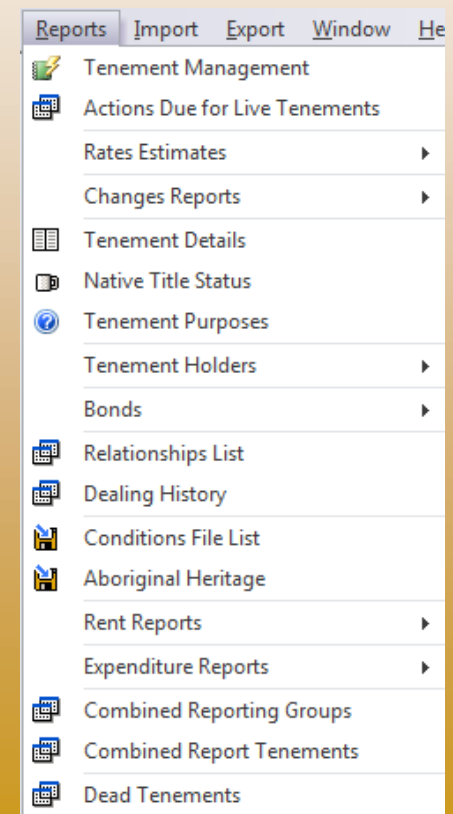 Reports Import Export Window He
Tenement Management
Actions Due for Live Tenements
Rates Estimates
Changes Reports
Tenement Details
Native Title Status
Tenement Purposes
Tenement Holders
Bonds
Relationships List
Dealing History
Conditions File List
Aboriginal Heritage
Rent Reports
Expenditure Reports
Combined Reporting Groups
Combined Report Tenements
Dead Tenements